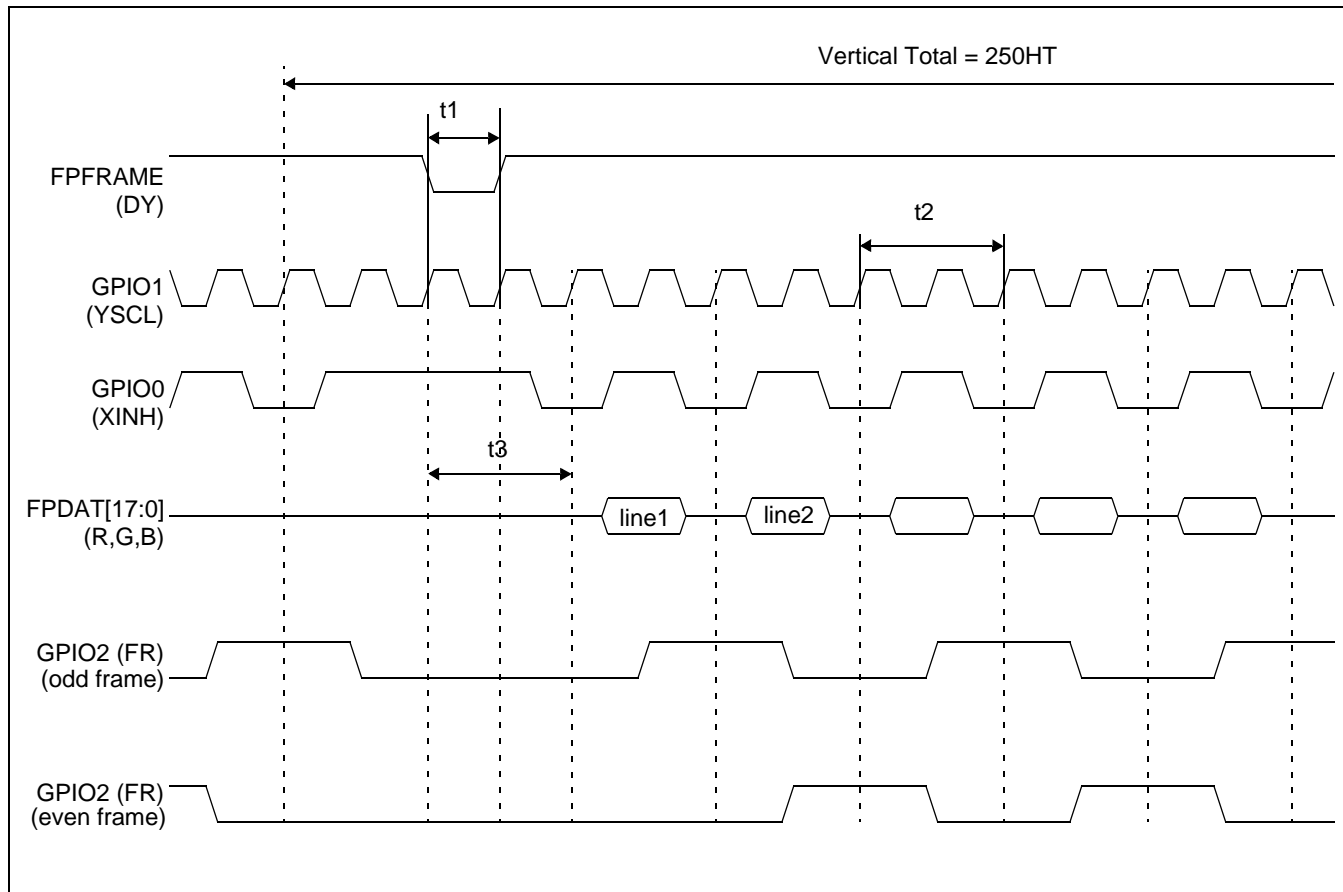 Vertical Total = 250HT
t1
FPFRAME
(DY)
t2
GPIO1
(YSCL)
GPIO0
(XINH)
t3
FPDAT[17:0]
(R,G,B)
line1
line2
GPIO2 (FR)
(odd frame)
GPIO2 (FR)
(even frame)